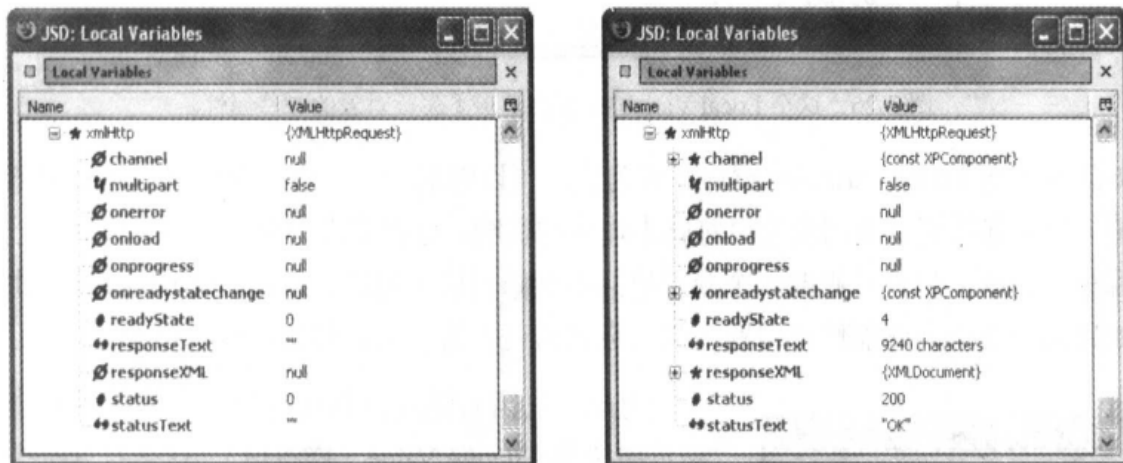 JSD: Local Variables
Local Variables
Name Value
xmlHttp {XMLHttpRequest}
channel null
multipart false
onerror null
onload null
onprogress null
onreadystatechange null
readyState 0
responseText ""
responseXML null
status 0
statusText ""
JSD: Local Variables
Local Variables
Name Value
xmlHttp {XMLHttpRequest}
channel {const XPComponent}
multipart false
onerror null
onload null
onprogress null
onreadystatechange {const XPComponent}
readyState 4
responseText 9240 characters
responseXML {XMLDocument}
status 200
statusText "OK"